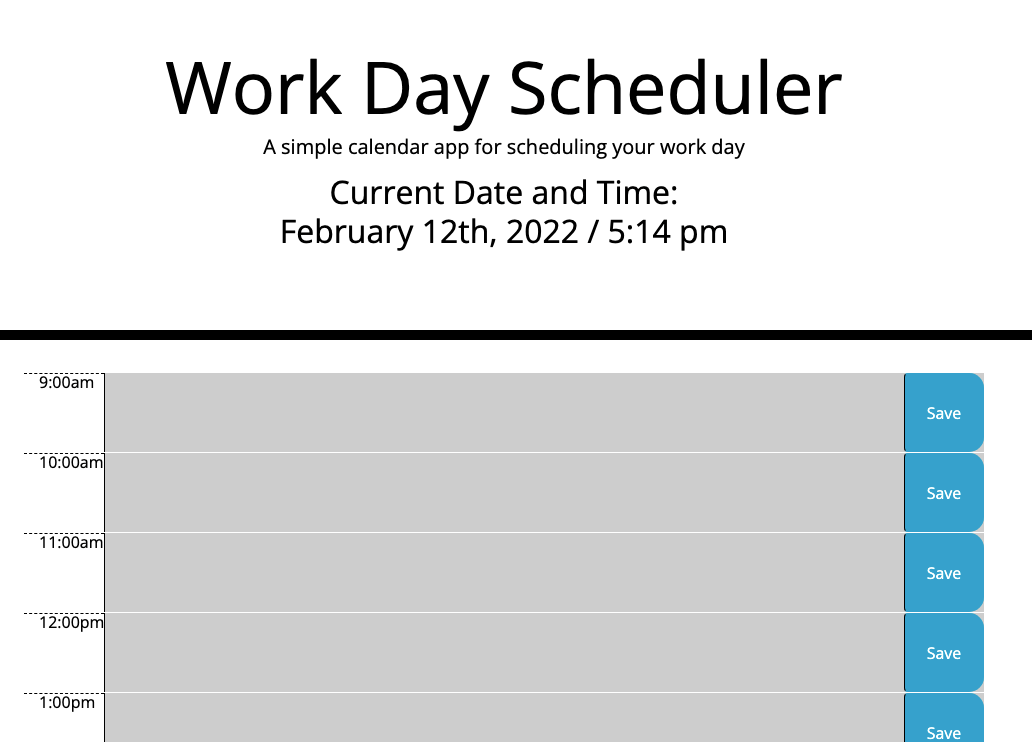 Work Day Scheduler
A simple calendar app for scheduling your work day
Current Date and Time:
February 12th, 2022 / 5:14 pm
9:00am
Save
10:00am
Save
11:00am
Save
12:00pm
Save
1:00pm
Save